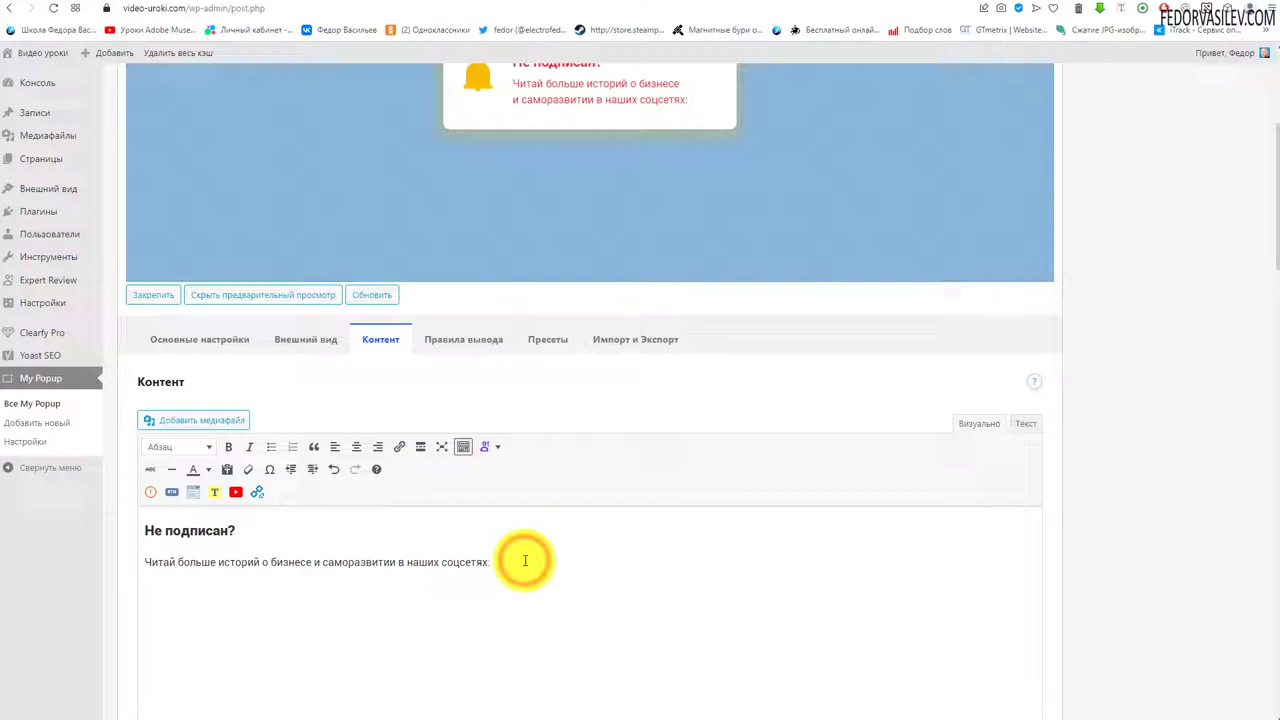 video-uroki.com/wp-admin/post.php
FEDORVASILEV.COM
Школа Федора Вас...
Уроки Adobe Muse...
Личный кабинет -...
Федор Васильев
(2) Одноклассники
fedor (@electrofed...
http://store.steamp...
Магнитные бури о...
Бесплатный онлай...
Подбор слов
GTmetrix | Website...
Сжатие JPG-изобр...
iTrack - Сервис оп...
Видео уроки
Добавить
Удалить весь кэш
Привет, Федор
Консоль
Записи
Медиафайлы
Страницы
Внешний вид
Плагины
Пользователи
Инструменты
Expert Review
Настройки
Clearfy Pro
Yoast SEO
My Popup
Все My Popup
Добавить новый
Настройки
Свернуть меню
Не подписан?
Читай больше историй о бизнесе
и саморазвитии в наших соцсетях:
Закрепить
Скрыть предварительный просмотр
Обновить
Основные настройки
Внешний вид
Контент
Правила вывода
Пресеты
Импорт и Экспорт
Контент
?
Добавить медиафайл
Визуально
Текст
Абзац
B I
ABC A Ω
BTN T
Не подписан?
Читай больше историй о бизнесе и саморазвитии в наших соцсетях: